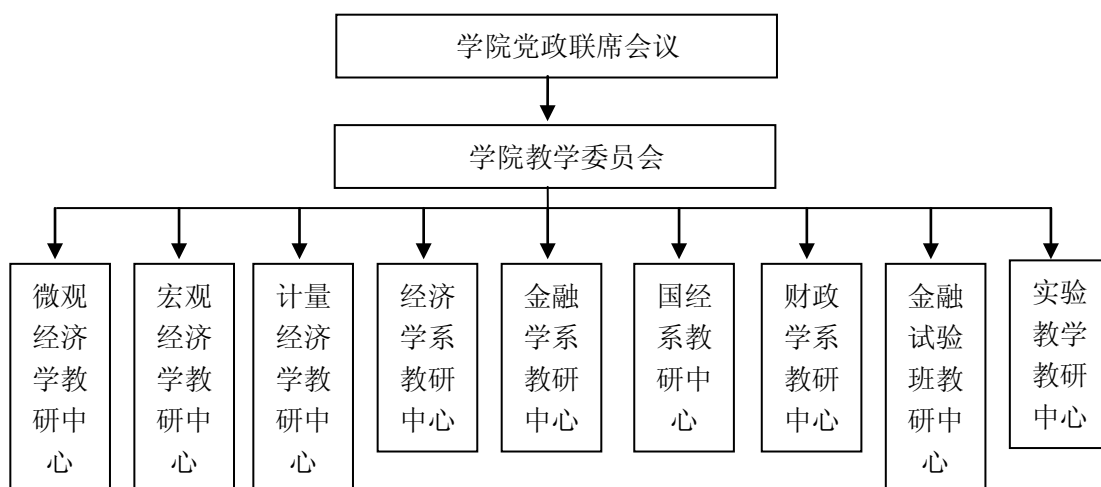 学院党政联席会议
学院教学委员会
微观
经济
学教
研中
心
宏观
经济
学教
研中
心
计量
经济
学教
研中
心
经济
学系
教研
中心
金融
学系
教研
中心
国经
系教
研中
心
财政
学系
教研
中心
金融
试验
班教
研中
心
实验
教学
教研
中心